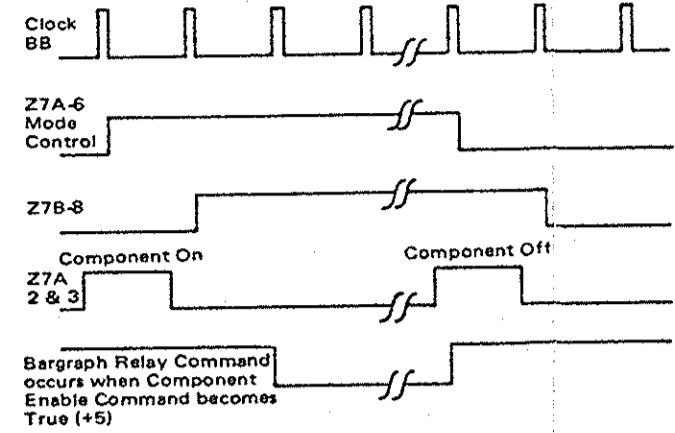 Clock
BB
Z7A-6
Mode
Control
Z7B-8
Component On
Component Off
Z7A
2 & 3
Bargraph Relay Command
occurs when Component
Enable Command becomes
True (+5)